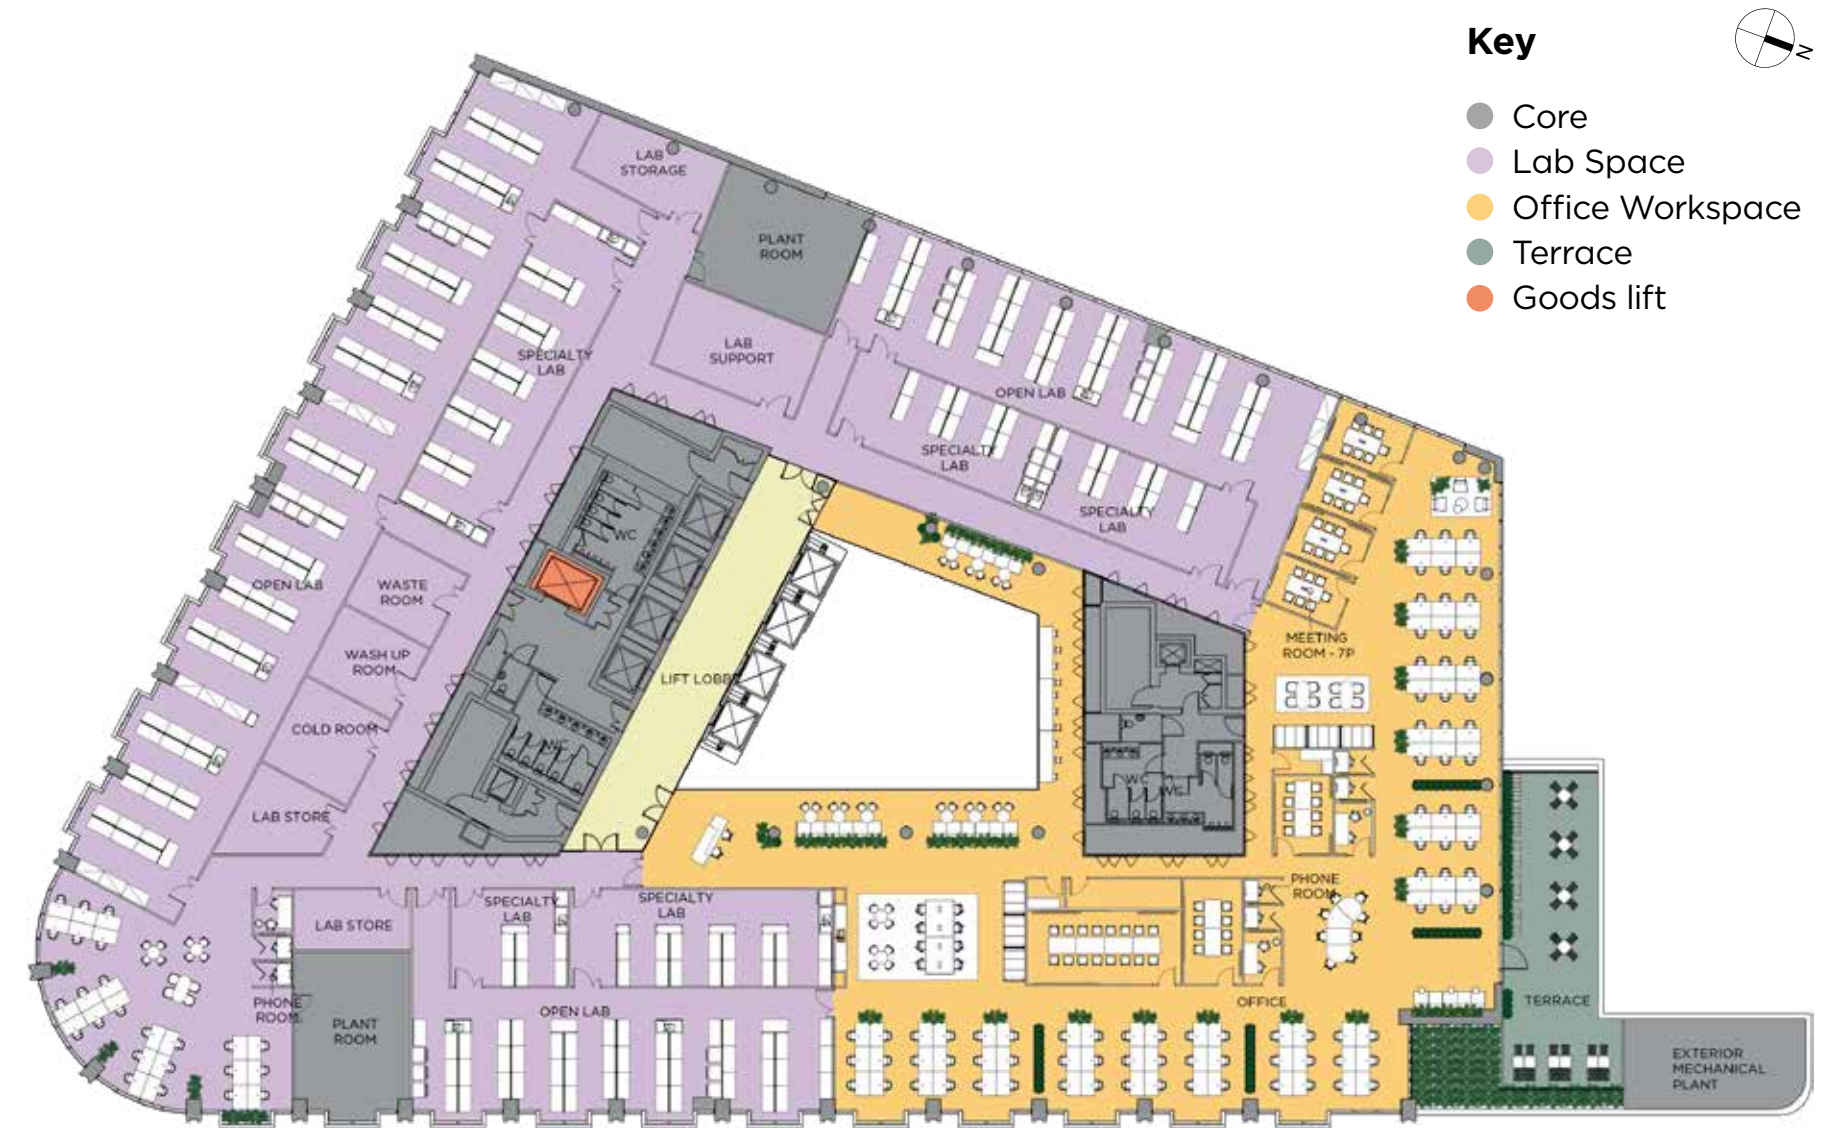 Key
N
Core
Lab Space
Office Workspace
Terrace
Goods lift
LAB
STORAGE
PLANT
ROOM
LAB
SUPPORT
SPECIALTY
LAB
OPEN LAB
SPECIALTY
LAB
SPECIALTY
LAB
WC
OPEN LAB
WASTE
ROOM
WASH UP
ROOM
COLD ROOM
LAB STORE
LIFT LOBBY
WC
MEETING
ROOM - 7P
WC
WC
PHONE
ROOM
SPECIALTY
LAB
SPECIALTY
LAB
LAB STORE
PHONE
ROOM
PLANT
ROOM
OPEN LAB
OFFICE
TERRACE
EXTERIOR
MECHANICAL
PLANT